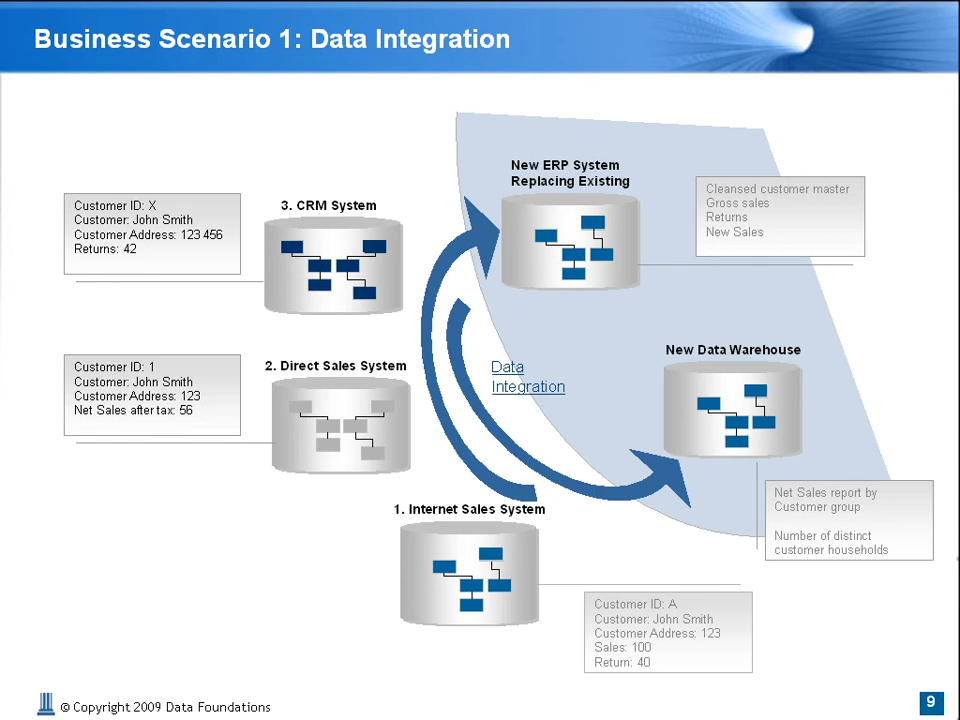 Business Scenario 1: Data Integration
New ERP System
Replacing Existing
Cleansed customer master
Gross sales
Returns
New Sales
3. CRM System
Customer ID: X
Customer: John Smith
Customer Address: 123 456
Returns: 42
2. Direct Sales System
Customer ID: 1
Customer: John Smith
Customer Address: 123
Net Sales after tax: 56
Data
Integration
New Data Warehouse
Net Sales report by
Customer group
Number of distinct
customer households
1. Internet Sales System
Customer ID: A
Customer: John Smith
Customer Address: 123
Sales: 100
Return: 40
© Copyright 2009 Data Foundations
9